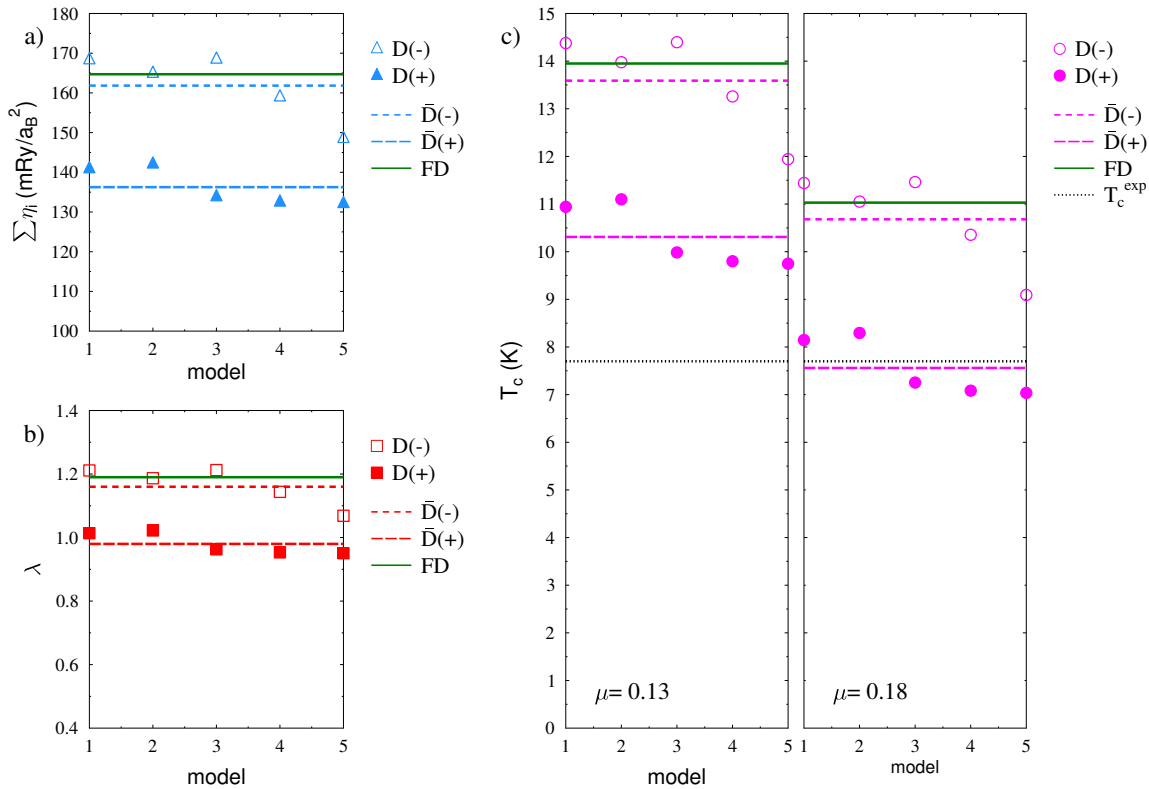 a)
180
170
160
150
140
130
120
110
100
∑η_i (mRy/a_B²)
1 2 3 4 5
model
D(-)
D(+)
D̄(-)
D̄(+)
FD
b)
1.4
1.2
1.0
0.8
0.6
0.4
λ
1 2 3 4 5
model
D(-)
D(+)
D̄(-)
D̄(+)
FD
c)
15
14
13
12
11
10
9
8
7
6
5
4
3
2
1
0
T_c (K)
μ= 0.13
1 2 3 4 5
model
μ= 0.18
1 2 3 4 5
model
D(-)
D(+)
D̄(-)
D̄(+)
FD
T_c^exp